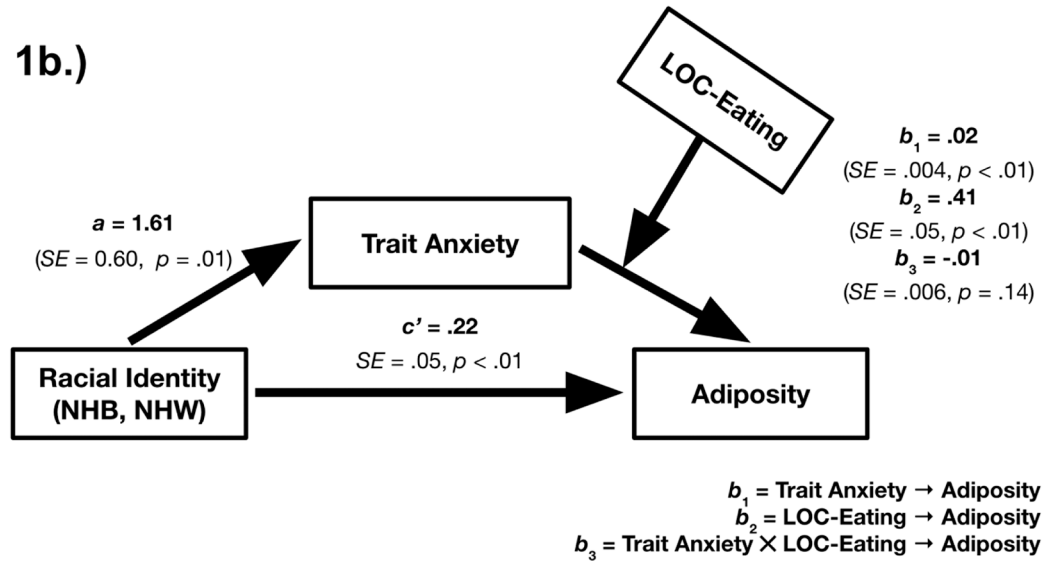 1b.)
LOC-Eating
b₁ = .02
(SE = .004, p < .01)
b₂ = .41
(SE = .05, p < .01)
b₃ = -.01
(SE = .006, p = .14)
a = 1.61
(SE = 0.60, p = .01)
Trait Anxiety
c’ = .22
SE = .05, p < .01
Racial Identity
(NHB, NHW)
Adiposity
b₁ = Trait Anxiety → Adiposity
b₂ = LOC-Eating → Adiposity
b₃ = Trait Anxiety ✕ LOC-Eating → Adiposity